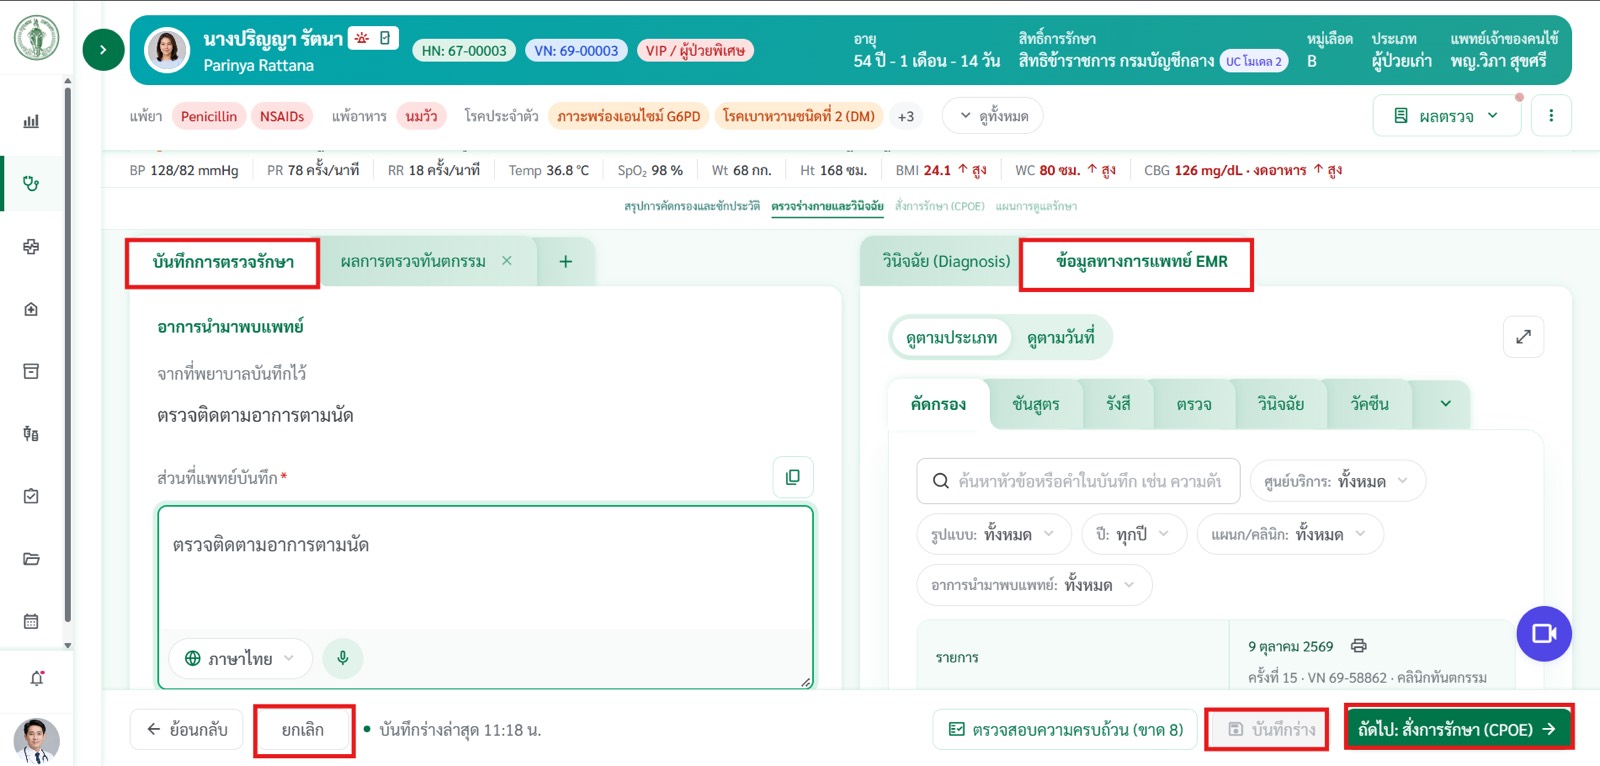 นางปริญญา รัตนา
Parinya Rattana
HN: 67-00003
VN: 69-00003
VIP / ผู้ป่วยพิเศษ
อายุ
54 ปี - 1 เดือน - 14 วัน
สิทธิ์การรักษา
สิทธิข้าราชการ กรมบัญชีกลาง
UC โมเดล 2
หมู่เลือด
B
ประเภท
ผู้ป่วยเก่า
แพทย์เจ้าของคนไข้
พญ.วิภา สุขศรี
แพ้ยา Penicillin NSAIDs แพ้อาหาร นมวัว โรคประจำตัว ภาวะพร่องเอนไซม์ G6PD โรคเบาหวานชนิดที่ 2 (DM) +3 ดูทั้งหมด
ผลตรวจ
BP 128/82 mmHg PR 78 ครั้ง/นาที RR 18 ครั้ง/นาที Temp 36.8 °C SpO₂ 98 % Wt 68 กก. Ht 168 ซม. BMI 24.1 ↑ สูง WC 80 ซม. ↑ สูง CBG 126 mg/dL · งดอาหาร ↑ สูง
สรุปการคัดกรองและซักประวัติ ตรวจร่างกายและวินิจฉัย สั่งการรักษา (CPOE) แผนการดูแลรักษา
บันทึกการตรวจรักษา
ผลการตรวจทันตกรรม ×
+
อาการนำมาพบแพทย์
จากที่พยาบาลบันทึกไว้
ตรวจติดตามอาการตามนัด
ส่วนที่แพทย์บันทึก*
ตรวจติดตามอาการตามนัด
ภาษาไทย
วินิจฉัย (Diagnosis)
ข้อมูลทางการแพทย์ EMR
ดูตามประเภท ดูตามวันที่
คัดกรอง ชันสูตร รังสี ตรวจ วินิจฉัย วัคซีน
ค้นหาหัวข้อหรือคำในบันทึก เช่น ความดัน
ศูนย์บริการ: ทั้งหมด
รูปแบบ: ทั้งหมด ปี: ทุกปี แผนก/คลินิก: ทั้งหมด
อาการนำมาพบแพทย์: ทั้งหมด
รายการ
9 ตุลาคม 2569
ครั้งที่ 15 · VN 69-58862 · คลินิกทันตกรรม
← ย้อนกลับ
ยกเลิก
บันทึกร่างล่าสุด 11:18 น.
ตรวจสอบความครบถ้วน (ขาด 8)
บันทึกร่าง
ถัดไป: สั่งการรักษา (CPOE) →